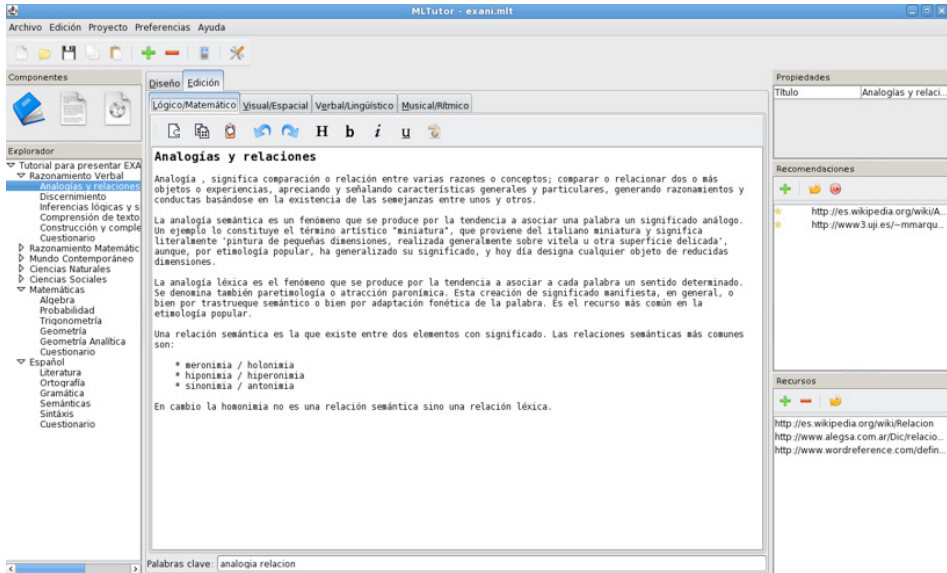 MLTutor - exani.mlt
Archivo Edición Proyecto Preferencias Ayuda
Componentes
Explorador
Tutorial para presentar EXA
Razonamiento Verbal
Analogías y relaciones
Discernimiento
Inferencias lógicas y s
Comprensión de texto
Construcción y comple
Cuestionario
Razonamiento Matemátic
Mundo Contemporáneo
Ciencias Naturales
Ciencias Sociales
Matemáticas
Algebra
Probabilidad
Trigonometría
Geometría
Geometría Analítica
Cuestionario
Español
Literatura
Ortografía
Gramática
Semánticas
Sintáxis
Cuestionario
Diseño Edición
Lógico/Matemático Visual/Espacial Verbal/Lingüístico Musical/Rítmico
H b i u
Analogías y relaciones
Analogía , significa comparación o relación entre varias razones o conceptos; comparar o relacionar dos o más
objetos o experiencias, apreciando y señalando características generales y particulares, generando razonamientos y
conductas basándose en la existencia de las semejanzas entre unos y otros.
La analogía semántica es un fenómeno que se produce por la tendencia a asociar una palabra un significado análogo.
Un ejemplo lo constituye el término artístico "miniatura", que proviene del italiano miniatura y significa
literalmente 'pintura de pequeñas dimensiones, realizada generalmente sobre vitela u otra superficie delicada',
aunque, por etimología popular, ha generalizado su significado, y hoy día designa cualquier objeto de reducidas
dimensiones.
La analogía léxica es el fenómeno que se produce por la tendencia a asociar a cada palabra un sentido determinado.
Se denomina también paretimología o atracción paronímica. Esta creación de significado manifiesta, en general, o
bien por trastrueque semántico o bien por adaptación fonética de la palabra. Es el recurso más común en la
etimología popular.
Una relación semántica es la que existe entre dos elementos con significado. Las relaciones semánticas más comunes
son:
* meronimia / holonimia
* hiponimia / hiperonimia
* sinonimia / antonimia
En cambio la homonimia no es una relación semántica sino una relación léxica.
Palabras clave: analogia relacion
Propiedades
Título Analogías y relaci...
Recomendaciones
http://es.wikipedia.org/wiki/A...
http://www3.uji.es/~mmarqu...
Recursos
http://es.wikipedia.org/wiki/Relacion
http://www.alegsa.com.ar/Dic/relacio...
http://www.wordreference.com/defin...